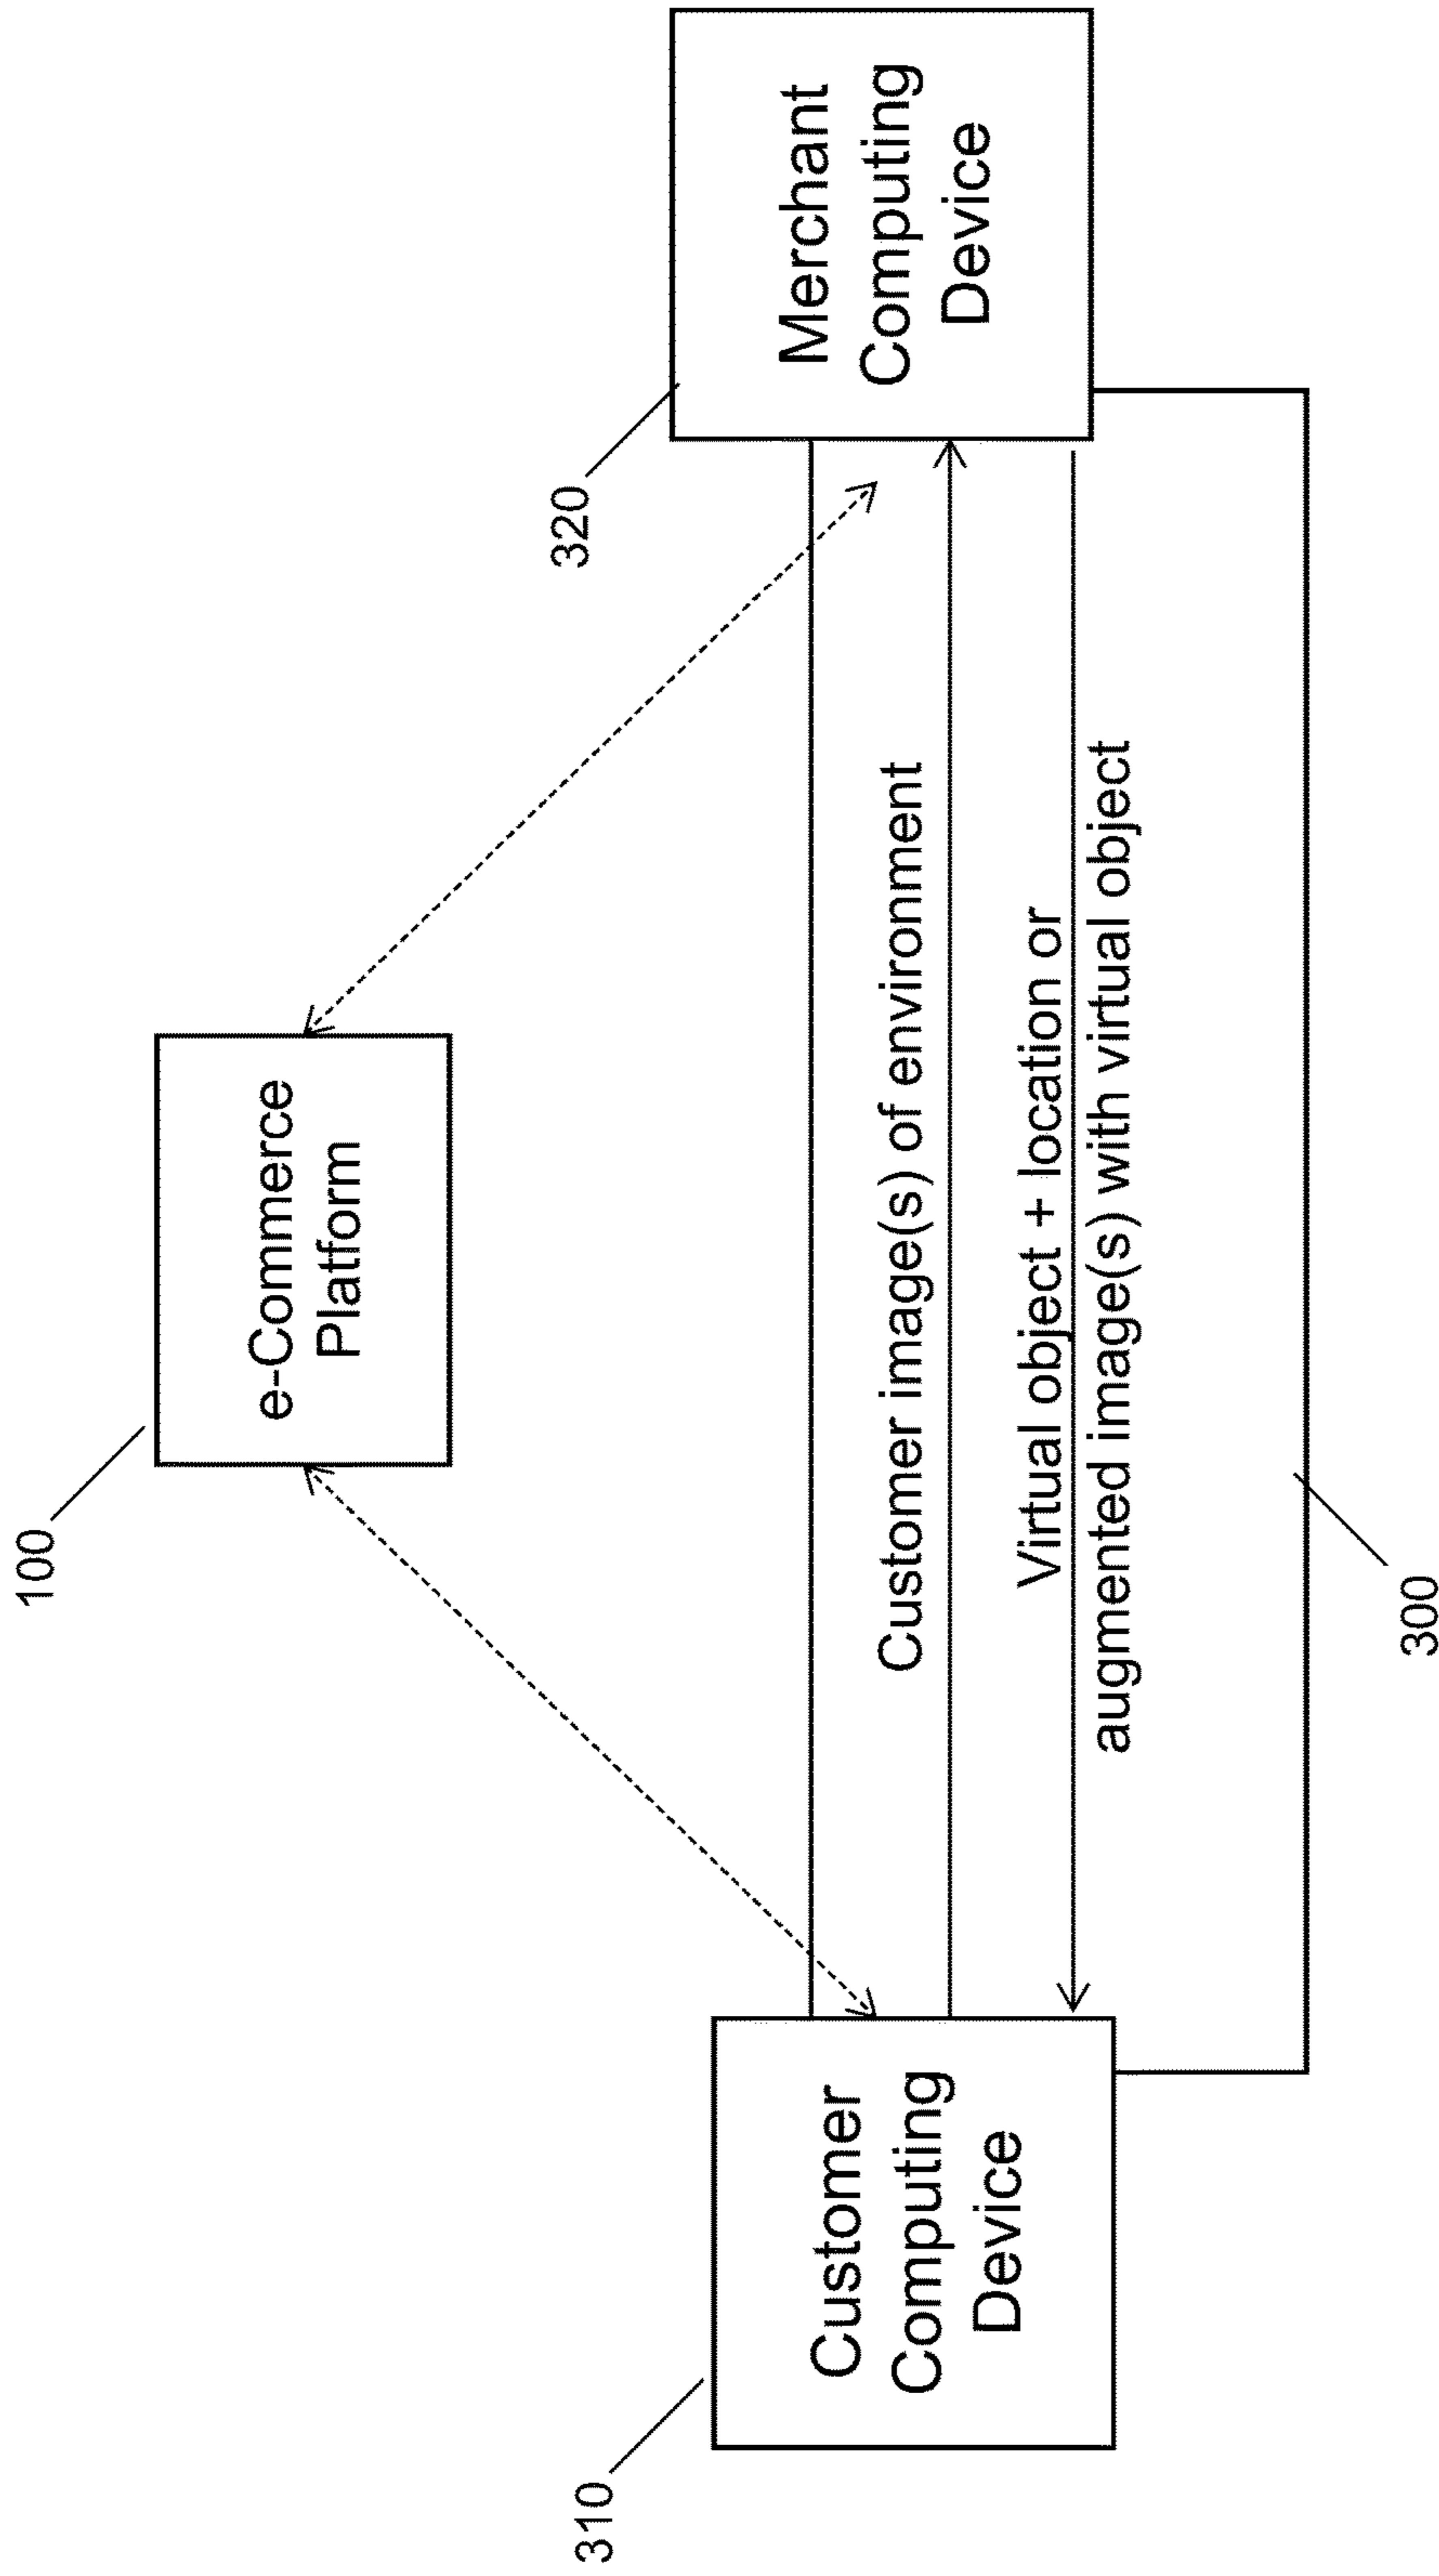 100
e-Commerce
Platform
320
Merchant
Computing
Device
310
Customer
Computing
Device
Customer image(s) of environment
Virtual object + location or
augmented image(s) with virtual object
300